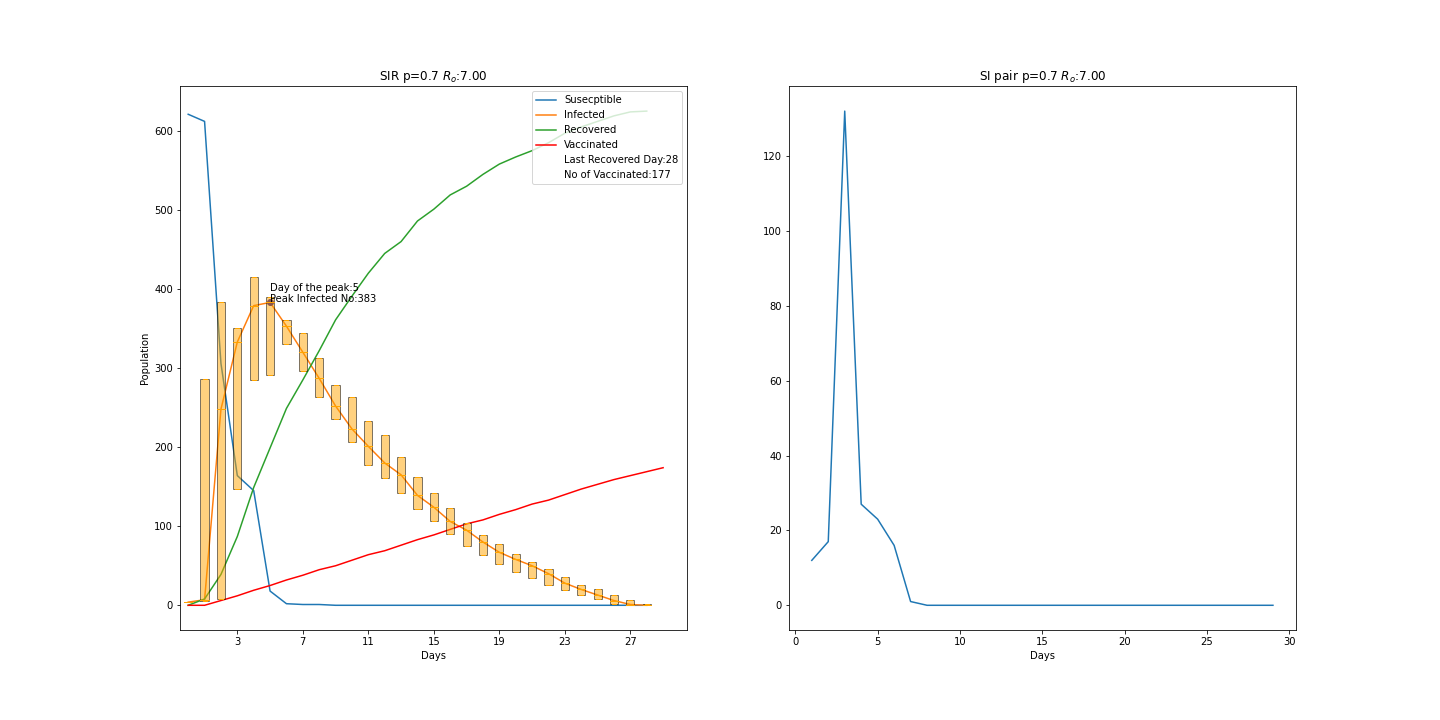 SIR p=0.7 Rₒ:7.00
Susecptible
Infected
Recovered
Vaccinated
Last Recovered Day:28
No of Vaccinated:177
Day of the peak:5
Peak Infected No:383
Population
600
500
400
300
200
100
0
3 7 11 15 19 23 27
Days
SI pair p=0.7 Rₒ:7.00
120
100
80
60
40
20
0
0 5 10 15 20 25 30
Days